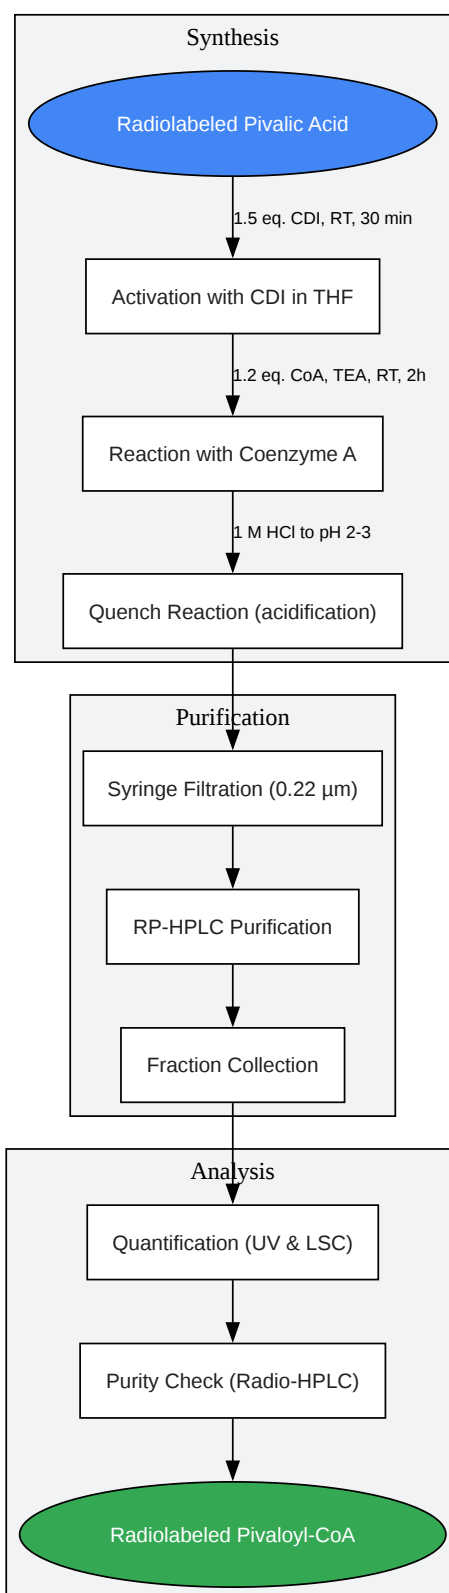 Synthesis
Radiolabeled Pivalic Acid
1.5 eq. CDI, RT, 30 min
Activation with CDI in THF
1.2 eq. CoA, TEA, RT, 2h
Reaction with Coenzyme A
1 M HCl to pH 2-3
Quench Reaction (acidification)
Purification
Syringe Filtration (0.22 µm)
RP-HPLC Purification
Fraction Collection
Analysis
Quantification (UV & LSC)
Purity Check (Radio-HPLC)
Radiolabeled Pivaloyl-CoA